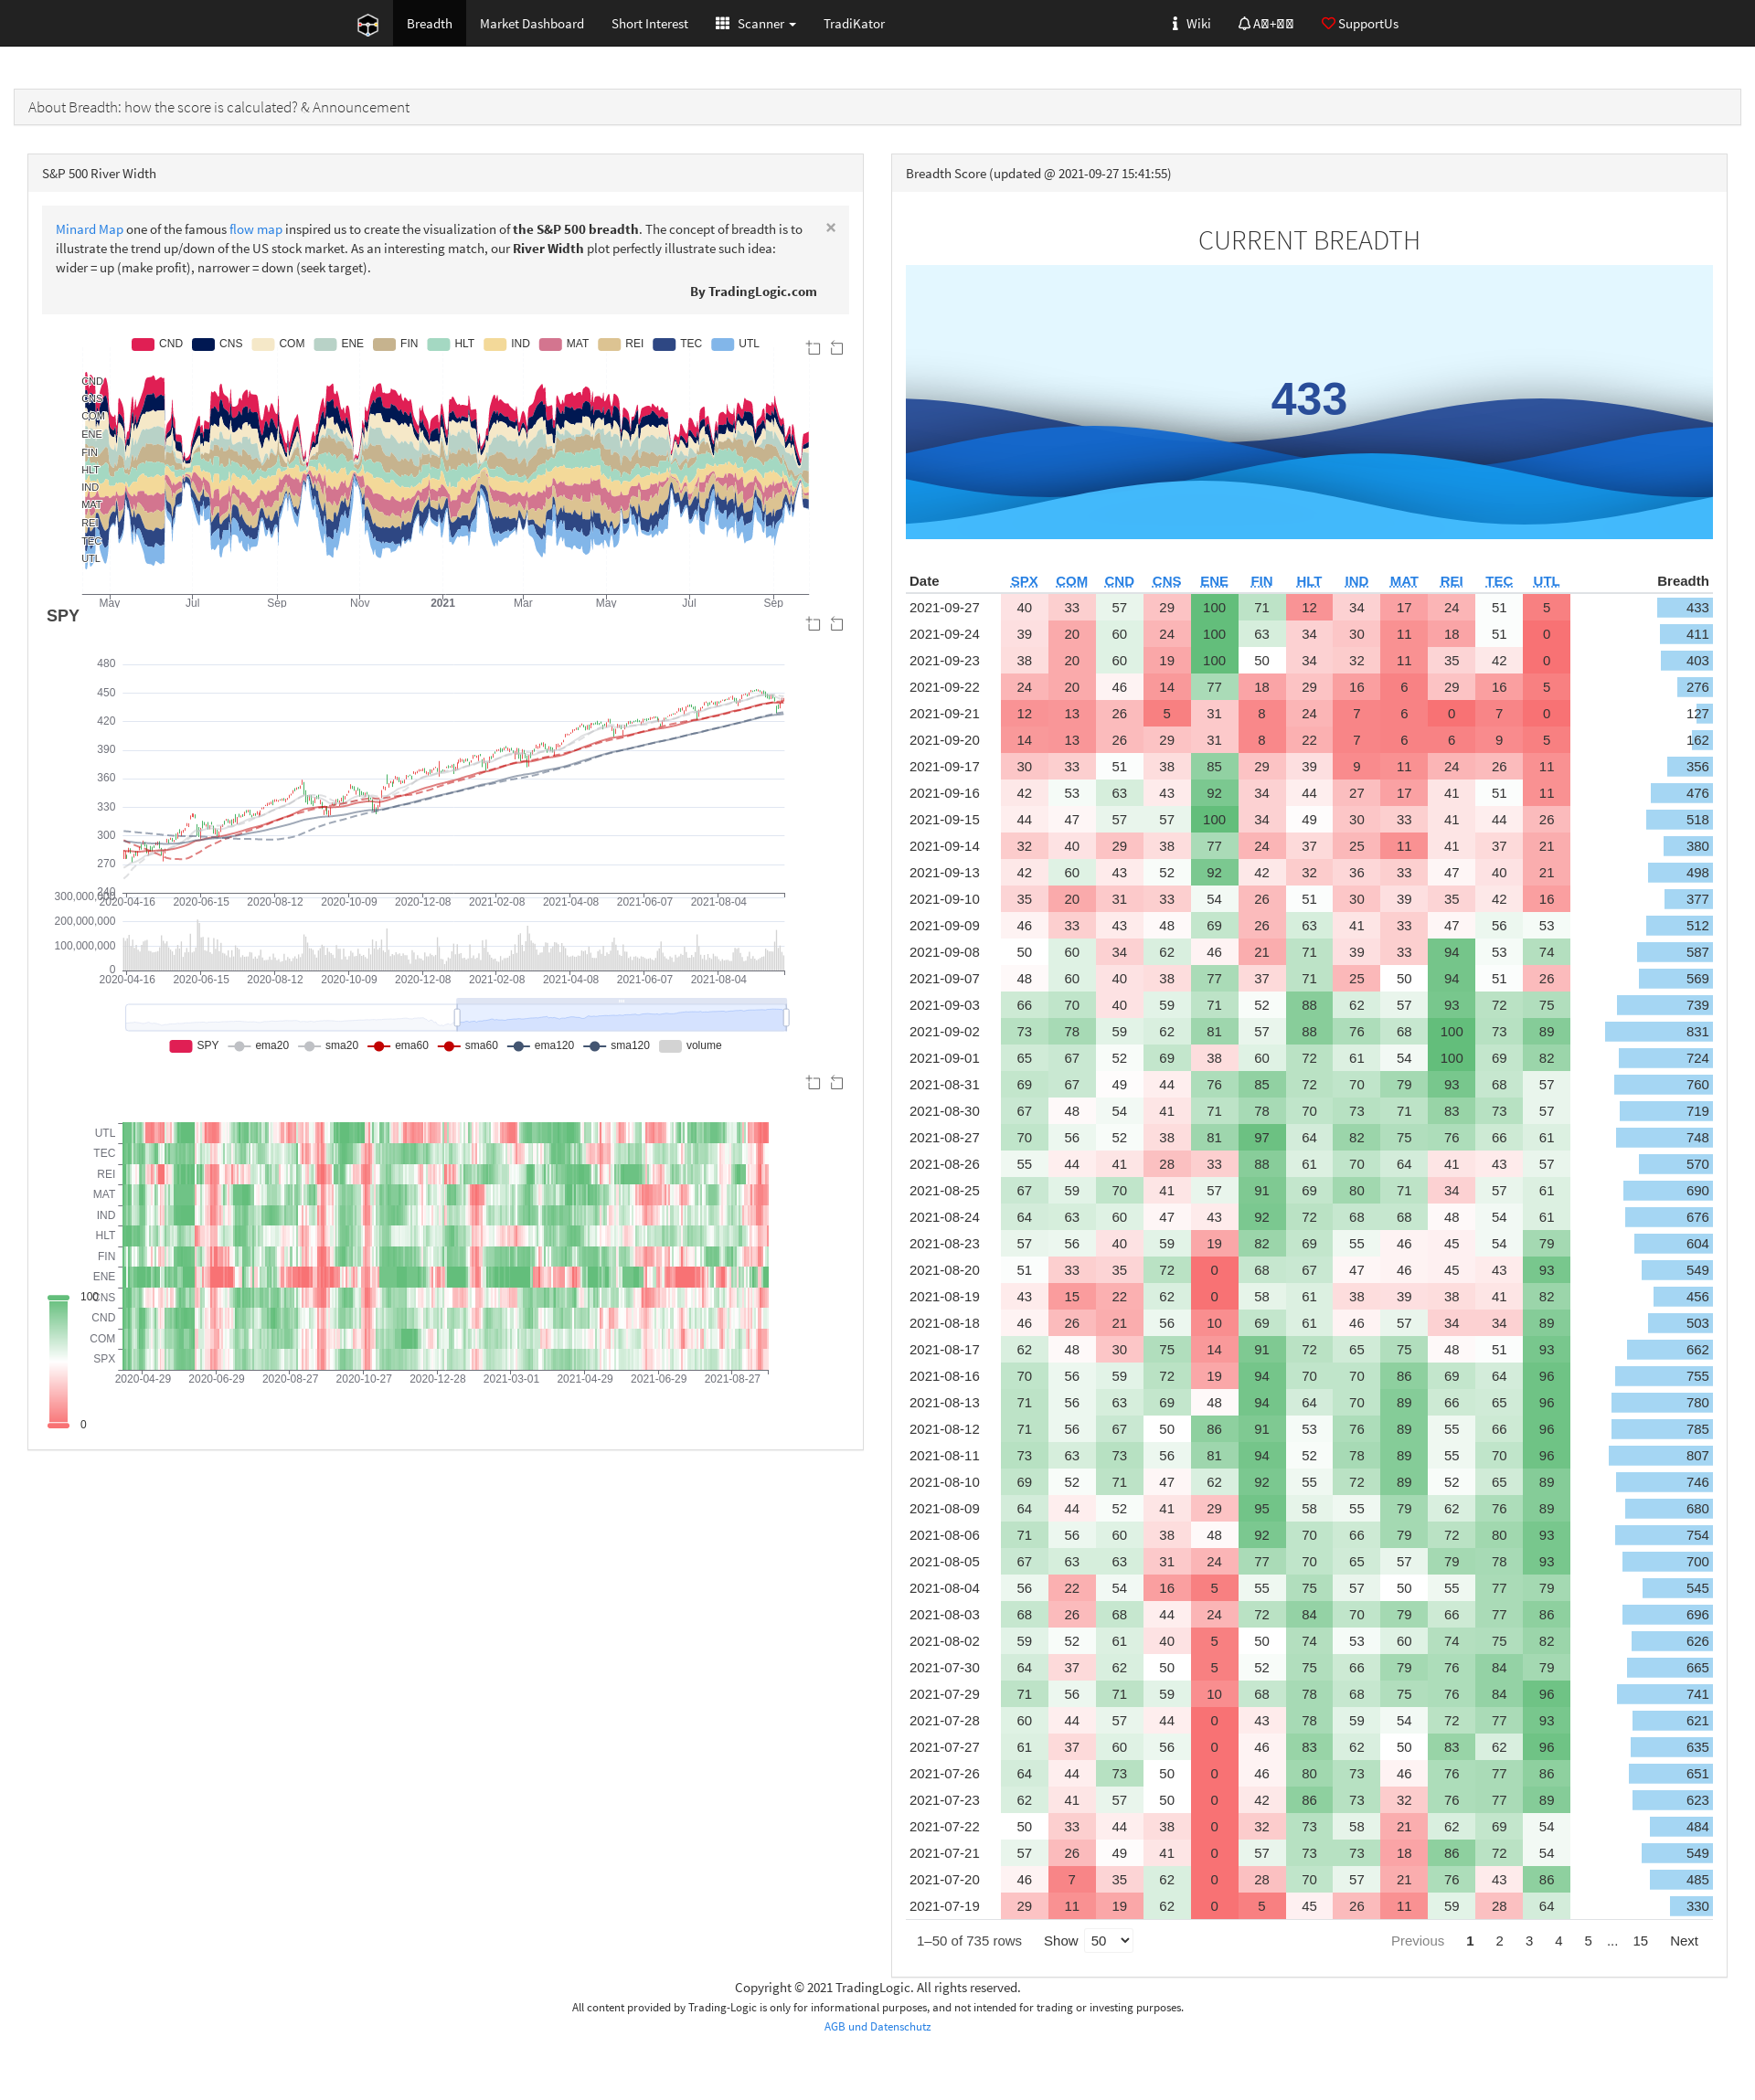 Breadth Market Dashboard Short Interest Scanner TradiKator Wiki SupportUs
About Breadth: how the score is calculated? & Announcement
S&P 500 River Width
Minard Map one of the famous flow map inspired us to create the visualization of the S&P 500 breadth. The concept of breadth is to
illustrate the trend up/down of the US stock market. As an interesting match, our River Width plot perfectly illustrate such idea:
wider = up (make profit), narrower = down (seek target).
×
By TradingLogic.com
CND CNS COM ENE FIN HLT IND MAT REI TEC UTL
CND
CNS
COM
ENE
FIN
HLT
IND
MAT
REI
TEC
UTL
May Jul Sep Nov 2021 Mar May Jul Sep
SPY
480
450
420
390
360
330
300
270
240
2020-04-16 2020-06-15 2020-08-12 2020-10-09 2020-12-08 2021-02-08 2021-04-08 2021-06-07 2021-08-04
300,000,000
200,000,000
100,000,000
0
2020-04-16 2020-06-15 2020-08-12 2020-10-09 2020-12-08 2021-02-08 2021-04-08 2021-06-07 2021-08-04
SPY ema20 sma20 ema60 sma60 ema120 sma120 volume
UTL
TEC
REI
MAT
IND
HLT
FIN
ENE
CNS
CND
COM
SPX
2020-04-29 2020-06-29 2020-08-27 2020-10-27 2020-12-28 2021-03-01 2021-04-29 2021-06-29 2021-08-27
100
0
Breadth Score (updated @ 2021-09-27 15:41:55)
CURRENT BREADTH
433
Date SPX COM CND CNS ENE FIN HLT IND MAT REI TEC UTL Breadth
2021-09-27 40 33 57 29 100 71 12 34 17 24 51 5 433
2021-09-24 39 20 60 24 100 63 34 30 11 18 51 0 411
2021-09-23 38 20 60 19 100 50 34 32 11 35 42 0 403
2021-09-22 24 20 46 14 77 18 29 16 6 29 16 5 276
2021-09-21 12 13 26 5 31 8 24 7 6 0 7 0 127
2021-09-20 14 13 26 29 31 8 22 7 6 6 9 5 162
2021-09-17 30 33 51 38 85 29 39 9 11 24 26 11 356
2021-09-16 42 53 63 43 92 34 44 27 17 41 51 11 476
2021-09-15 44 47 57 57 100 34 49 30 33 41 44 26 518
2021-09-14 32 40 29 38 77 24 37 25 11 41 37 21 380
2021-09-13 42 60 43 52 92 42 32 36 33 47 40 21 498
2021-09-10 35 20 31 33 54 26 51 30 39 35 42 16 377
2021-09-09 46 33 43 48 69 26 63 41 33 47 56 53 512
2021-09-08 50 60 34 62 46 21 71 39 33 94 53 74 587
2021-09-07 48 60 40 38 77 37 71 25 50 94 51 26 569
2021-09-03 66 70 40 59 71 52 88 62 57 93 72 75 739
2021-09-02 73 78 59 62 81 57 88 76 68 100 73 89 831
2021-09-01 65 67 52 69 38 60 72 61 54 100 69 82 724
2021-08-31 69 67 49 44 76 85 72 70 79 93 68 57 760
2021-08-30 67 48 54 41 71 78 70 73 71 83 73 57 719
2021-08-27 70 56 52 38 81 97 64 82 75 76 66 61 748
2021-08-26 55 44 41 28 33 88 61 70 64 41 43 57 570
2021-08-25 67 59 70 41 57 91 69 80 71 34 57 61 690
2021-08-24 64 63 60 47 43 92 72 68 68 48 54 61 676
2021-08-23 57 56 40 59 19 82 69 55 46 45 54 79 604
2021-08-20 51 33 35 72 0 68 67 47 46 45 43 93 549
2021-08-19 43 15 22 62 0 58 61 38 39 38 41 82 456
2021-08-18 46 26 21 56 10 69 61 46 57 34 34 89 503
2021-08-17 62 48 30 75 14 91 72 65 75 48 51 93 662
2021-08-16 70 56 59 72 19 94 70 70 86 69 64 96 755
2021-08-13 71 56 63 69 48 94 64 70 89 66 65 96 780
2021-08-12 71 56 67 50 86 91 53 76 89 55 66 96 785
2021-08-11 73 63 73 56 81 94 52 78 89 55 70 96 807
2021-08-10 69 52 71 47 62 92 55 72 89 52 65 89 746
2021-08-09 64 44 52 41 29 95 58 55 79 62 76 89 680
2021-08-06 71 56 60 38 48 92 70 66 79 72 80 93 754
2021-08-05 67 63 63 31 24 77 70 65 57 79 78 93 700
2021-08-04 56 22 54 16 5 55 75 57 50 55 77 79 545
2021-08-03 68 26 68 44 24 72 84 70 79 66 77 86 696
2021-08-02 59 52 61 40 5 50 74 53 60 74 75 82 626
2021-07-30 64 37 62 50 5 52 75 66 79 76 84 79 665
2021-07-29 71 56 71 59 10 68 78 68 75 76 84 96 741
2021-07-28 60 44 57 44 0 43 78 59 54 72 77 93 621
2021-07-27 61 37 60 56 0 46 83 62 50 83 62 96 635
2021-07-26 64 44 73 50 0 46 80 73 46 76 77 86 651
2021-07-23 62 41 57 50 0 42 86 73 32 76 77 89 623
2021-07-22 50 33 44 38 0 32 73 58 21 62 69 54 484
2021-07-21 57 26 49 41 0 57 73 73 18 86 72 54 549
2021-07-20 46 7 35 62 0 28 70 57 21 76 43 86 485
2021-07-19 29 11 19 62 0 5 45 26 11 59 28 64 330
1–50 of 735 rows Show 50 Previous 1 2 3 4 5 ... 15 Next
Copyright © 2021 TradingLogic. All rights reserved.
All content provided by Trading-Logic is only for informational purposes, and not intended for trading or investing purposes.
AGB und Datenschutz